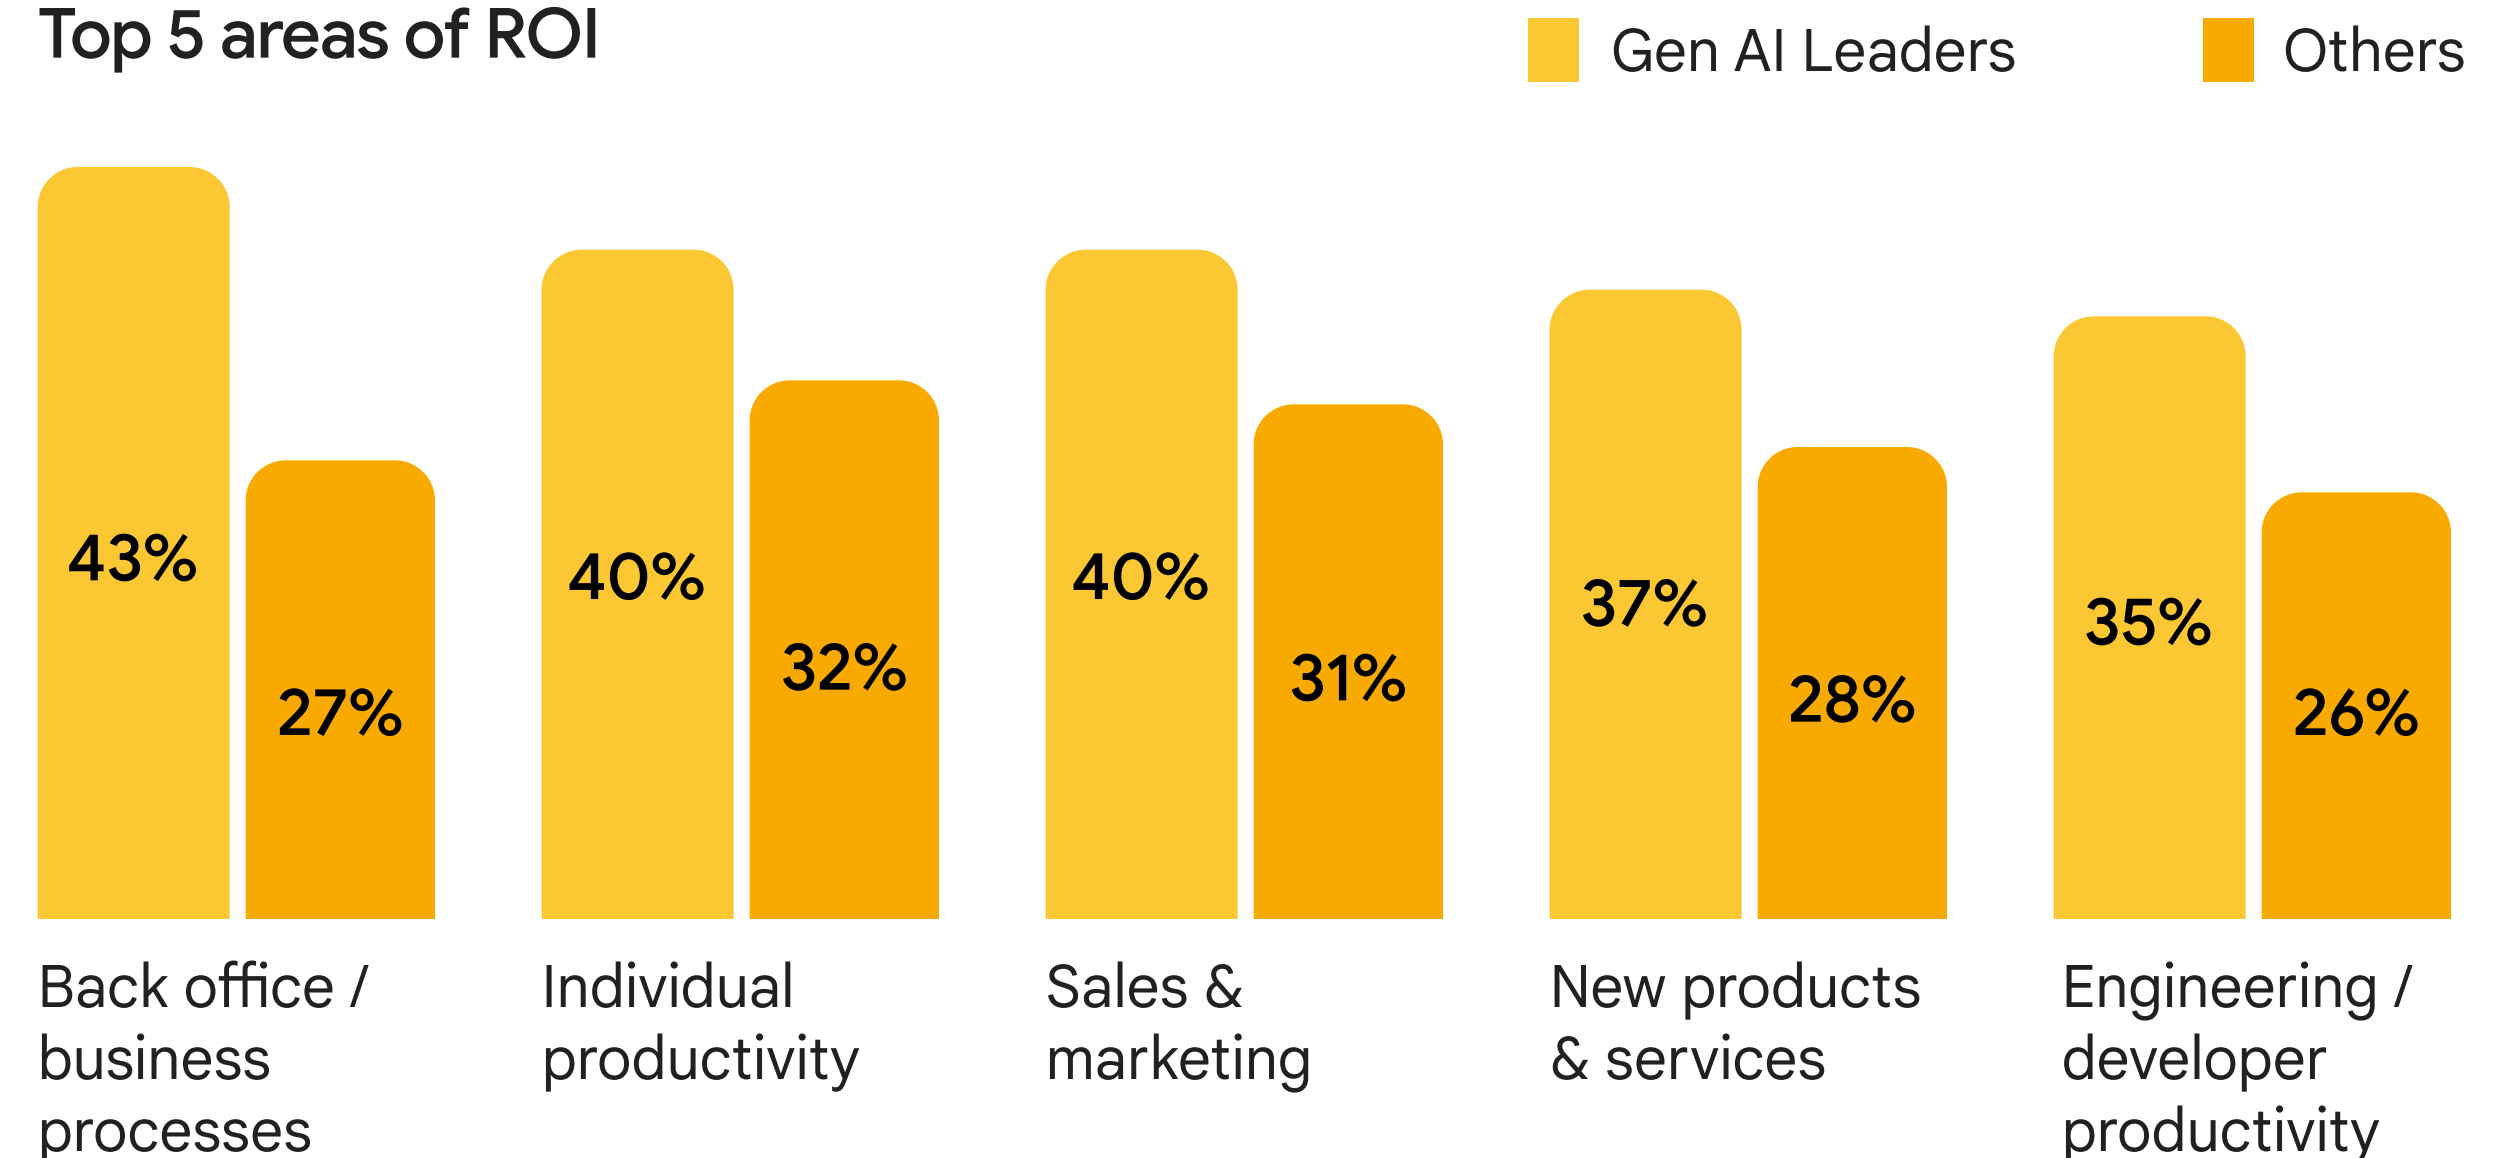 Top 5 areas of ROI
Gen AI Leaders
Others
43%
27%
40%
32%
40%
31%
37%
28%
35%
26%
Back office /
business
processes
Individual
productivity
Sales &
marketing
New products
& services
Engineering /
developer
productivity